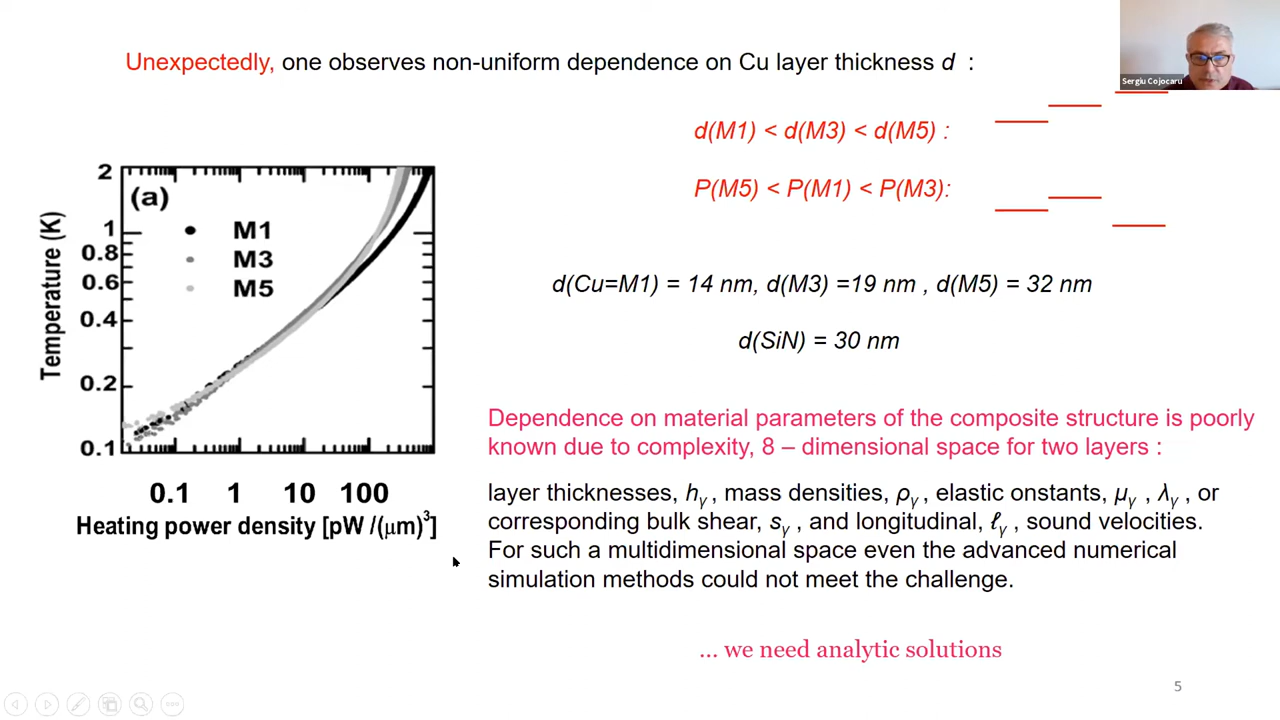 Unexpectedly, one observes non-uniform dependence on Cu layer thickness d :
Sergiu Cojocaru
d(M1) < d(M3) < d(M5) :
P(M5) < P(M1) < P(M3):
(a)
M1
M3
M5
2
1
0.8
0.6
0.4
0.2
0.1
Temperature (K)
0.1 1 10 100
Heating power density [pW /(μm)³]
d(Cu=M1) = 14 nm, d(M3) =19 nm , d(M5) = 32 nm
d(SiN) = 30 nm
Dependence on material parameters of the composite structure is poorly
known due to complexity, 8 – dimensional space for two layers :
layer thicknesses, hγ , mass densities, ργ , elastic onstants, μγ , λγ , or
corresponding bulk shear, sγ , and longitudinal, ℓγ , sound velocities.
For such a multidimensional space even the advanced numerical
simulation methods could not meet the challenge.
... we need analytic solutions
5